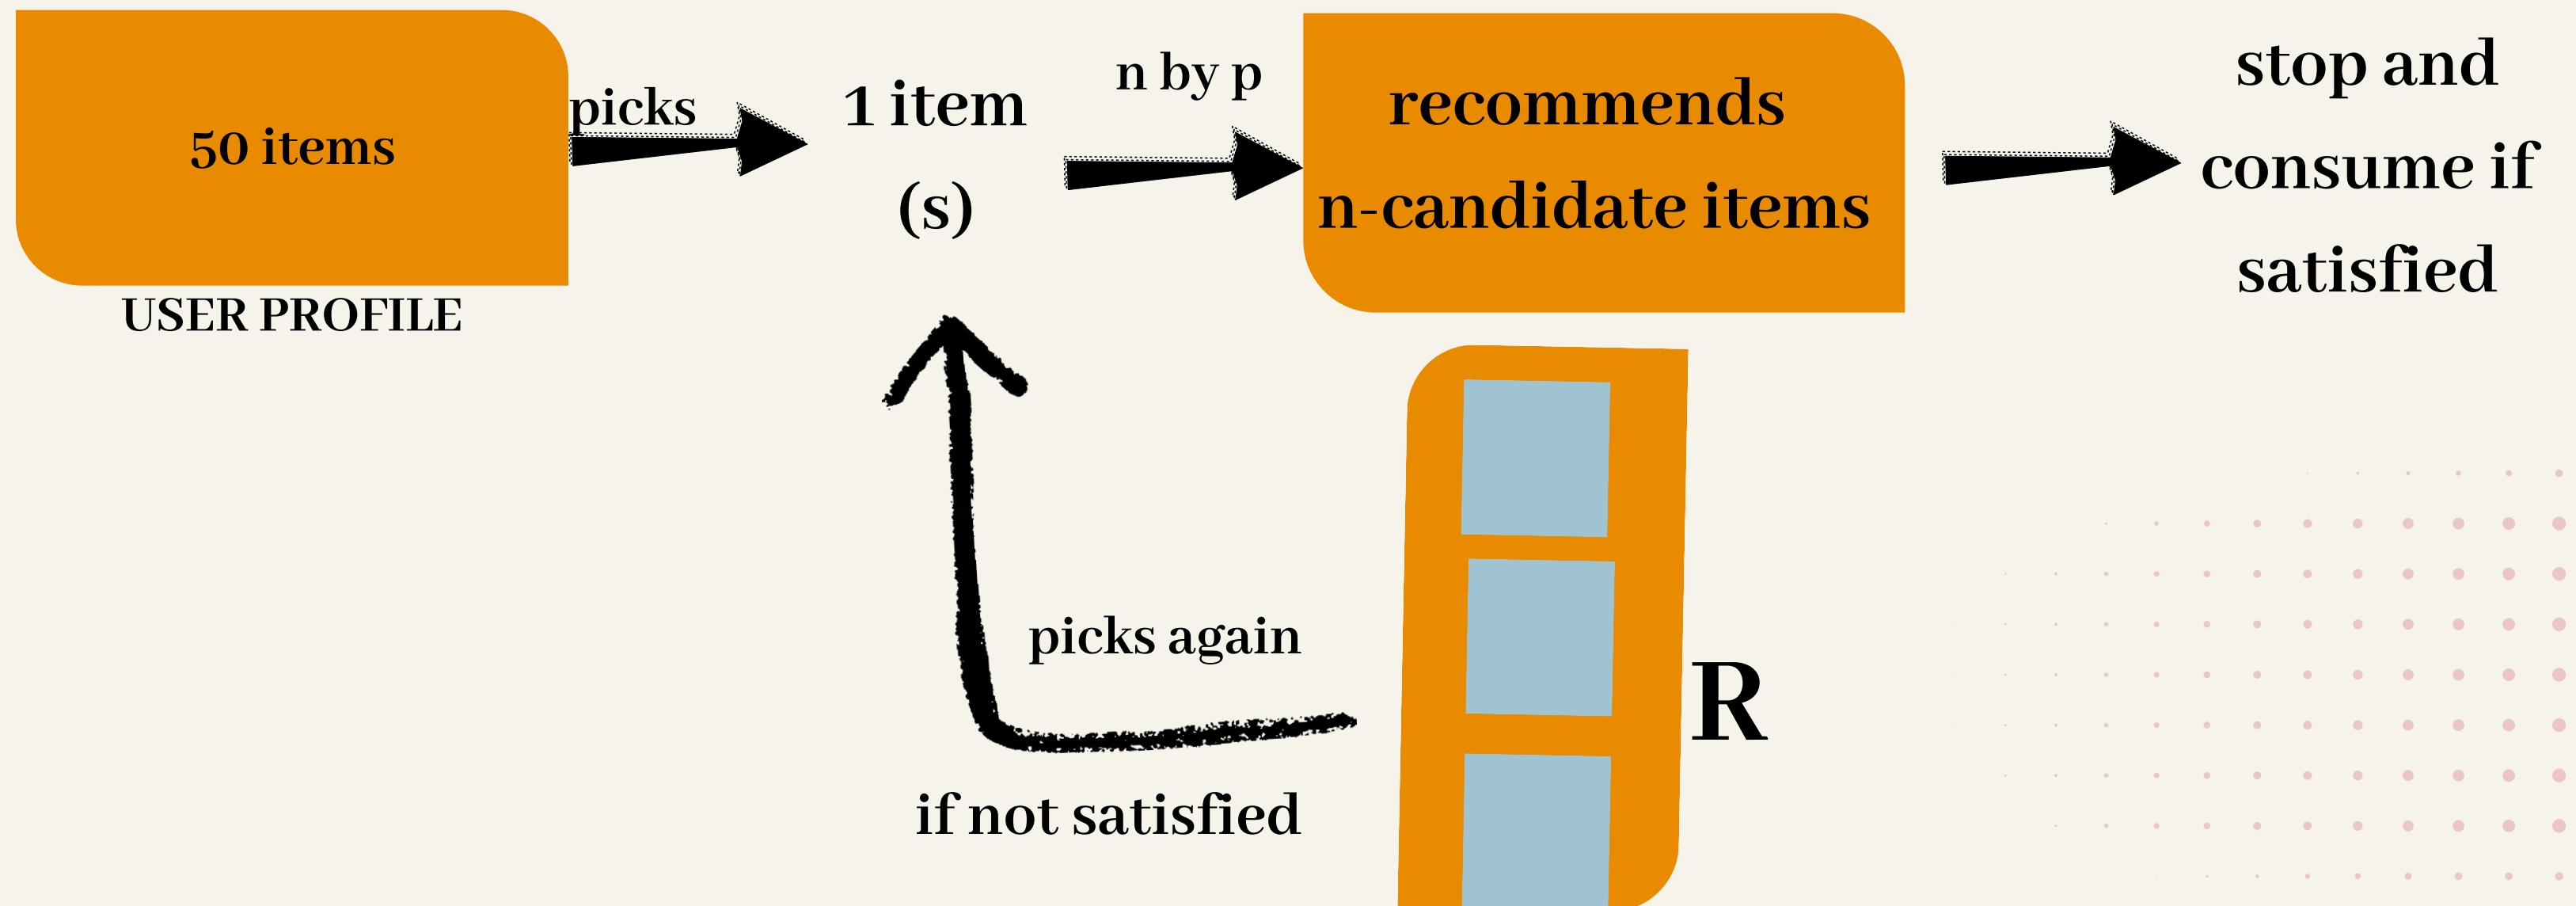 50 items
USER PROFILE
picks
1 item
(s)
n by p
recommends
n-candidate items
stop and
consume if
satisfied
picks again
if not satisfied
R